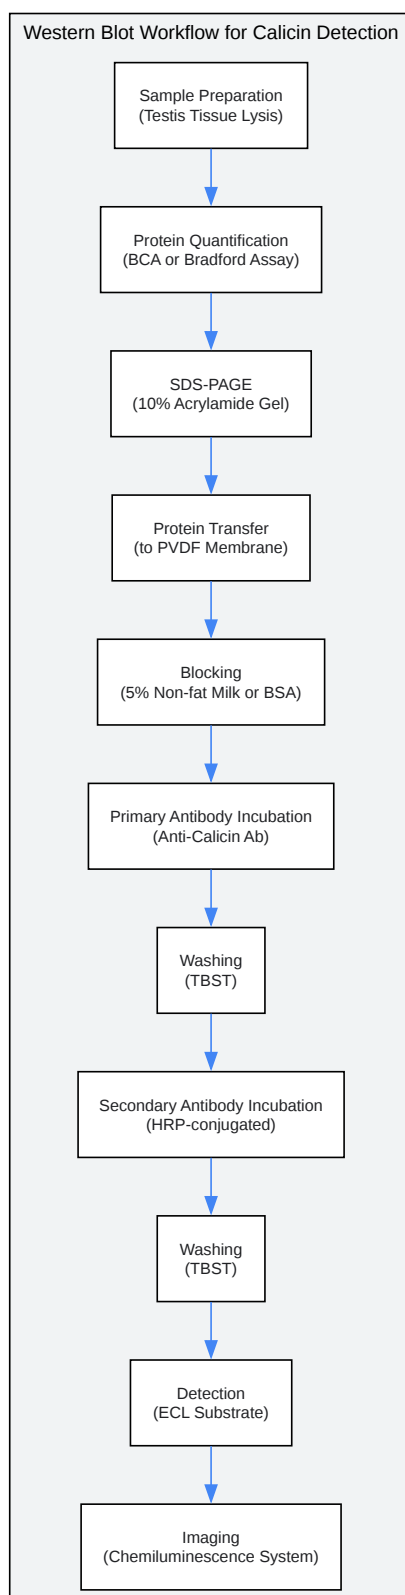 Western Blot Workflow for Calicin Detection
Sample Preparation
(Testis Tissue Lysis)
Protein Quantification
(BCA or Bradford Assay)
SDS-PAGE
(10% Acrylamide Gel)
Protein Transfer
(to PVDF Membrane)
Blocking
(5% Non-fat Milk or BSA)
Primary Antibody Incubation
(Anti-Calicin Ab)
Washing
(TBST)
Secondary Antibody Incubation
(HRP-conjugated)
Washing
(TBST)
Detection
(ECL Substrate)
Imaging
(Chemiluminescence System)